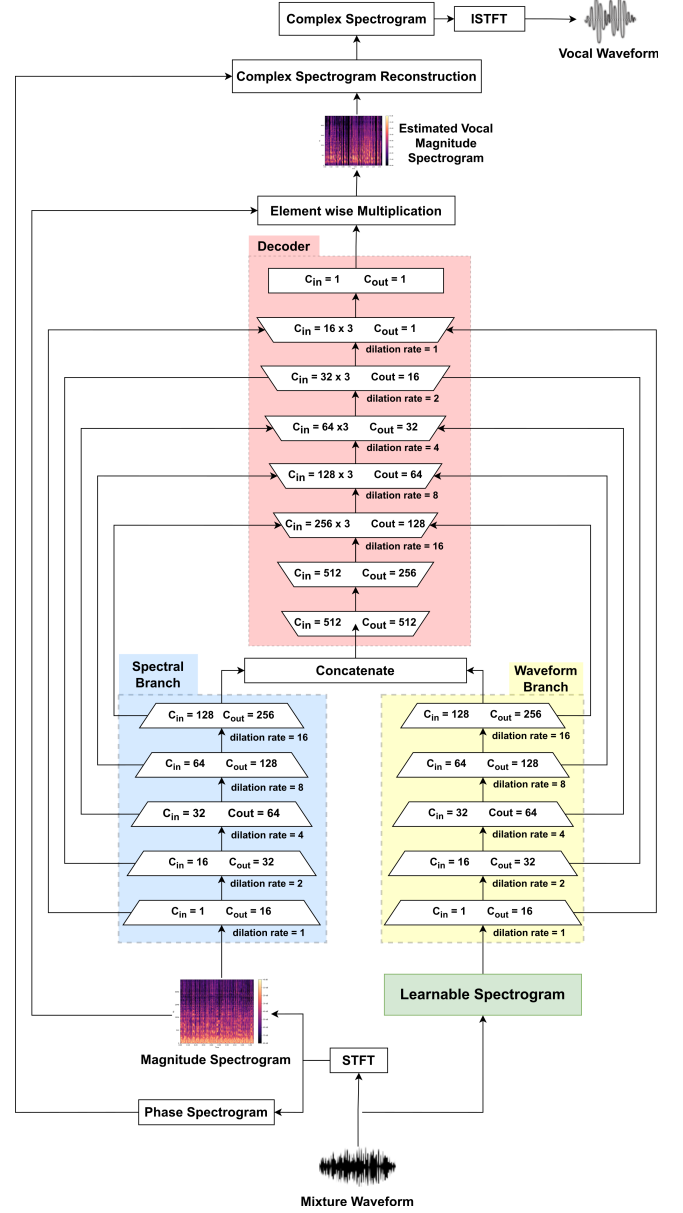 Complex Spectrogram
ISTFT
Vocal Waveform
Complex Spectrogram Reconstruction
Estimated Vocal
Magnitude
Spectrogram
Element wise Multiplication
Decoder
Cin = 1 Cout = 1
Cin = 16 x 3 Cout = 1
dilation rate = 1
Cin = 32 x 3 Cout = 16
dilation rate = 2
Cin = 64 x3 Cout = 32
dilation rate = 4
Cin = 128 x 3 Cout = 64
dilation rate = 8
Cin = 256 x 3 Cout = 128
dilation rate = 16
Cin = 512 Cout = 256
Cin = 512 Cout = 512
Concatenate
Spectral
Branch
Cin = 128 Cout = 256
dilation rate = 16
Cin = 64 Cout = 128
dilation rate = 8
Cin = 32 Cout = 64
dilation rate = 4
Cin = 16 Cout = 32
dilation rate = 2
Cin = 1 Cout = 16
dilation rate = 1
Waveform
Branch
Cin = 128 Cout = 256
dilation rate = 16
Cin = 64 Cout = 128
dilation rate = 8
Cin = 32 Cout = 64
dilation rate = 4
Cin = 16 Cout = 32
dilation rate = 2
Cin = 1 Cout = 16
dilation rate = 1
Learnable Spectrogram
Magnitude Spectrogram
STFT
Phase Spectrogram
Mixture Waveform